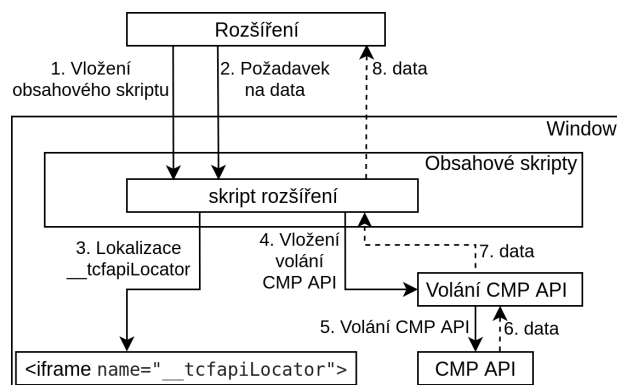 Rozšíření
1. Vložení
obsahového skriptu
2. Požadavek
na data
8. data
Window
Obsahové skripty
skript rozšíření
3. Lokalizace
__tcfapiLocator
4. Vložení
volání
CMP API
7. data
Volání CMP API
5. Volání CMP API
6. data
<iframe name="__tcfapiLocator">
CMP API